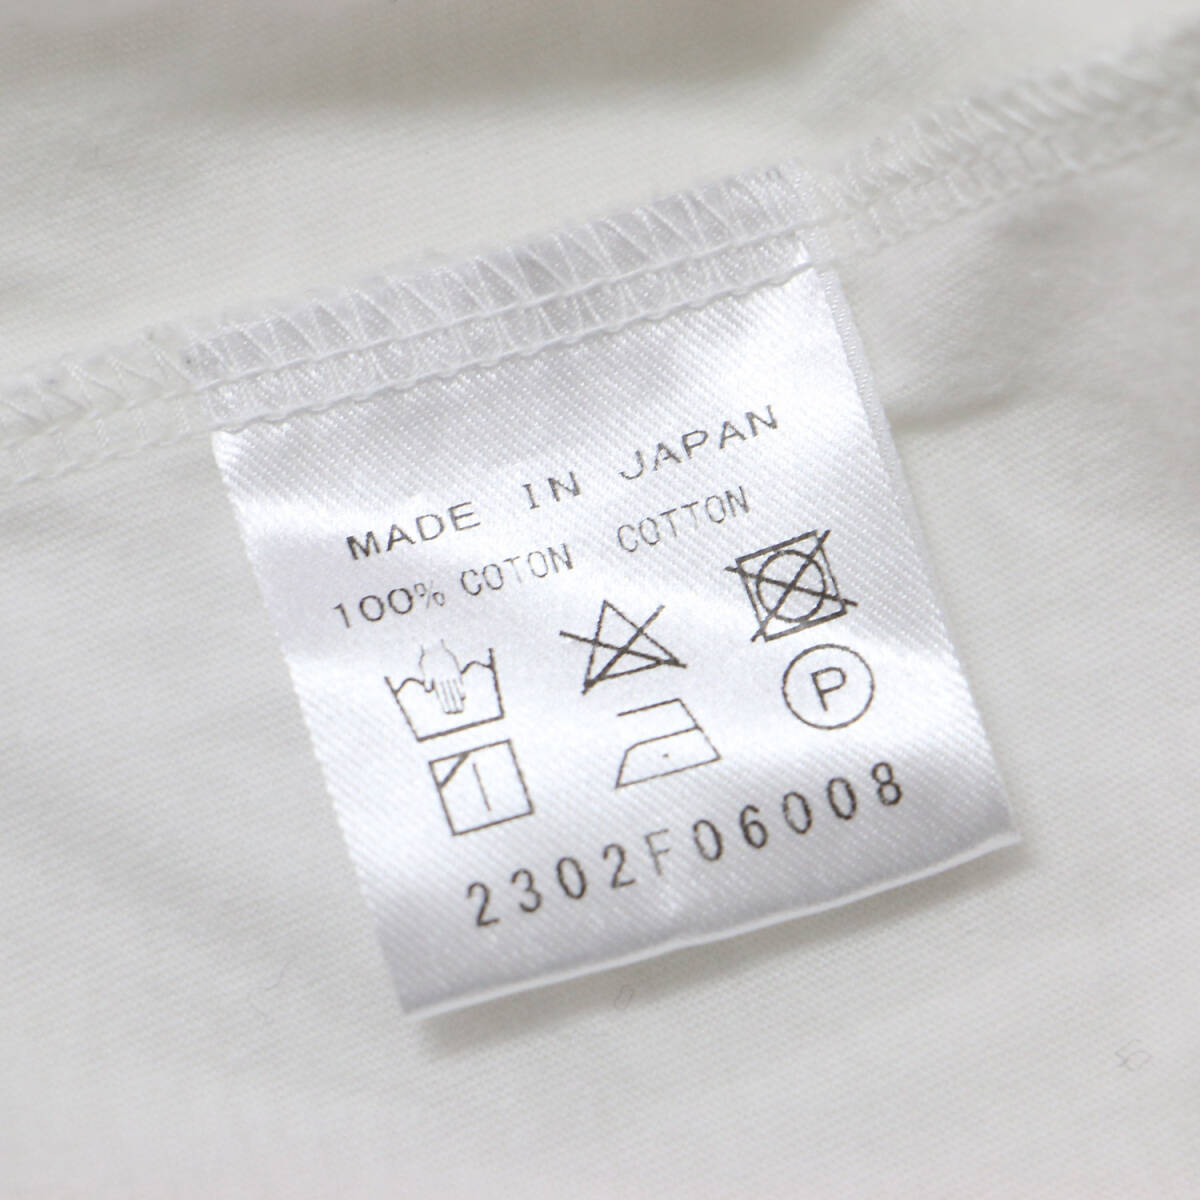 MADE IN JAPAN
100% COTON COTTON
P
2302F06008